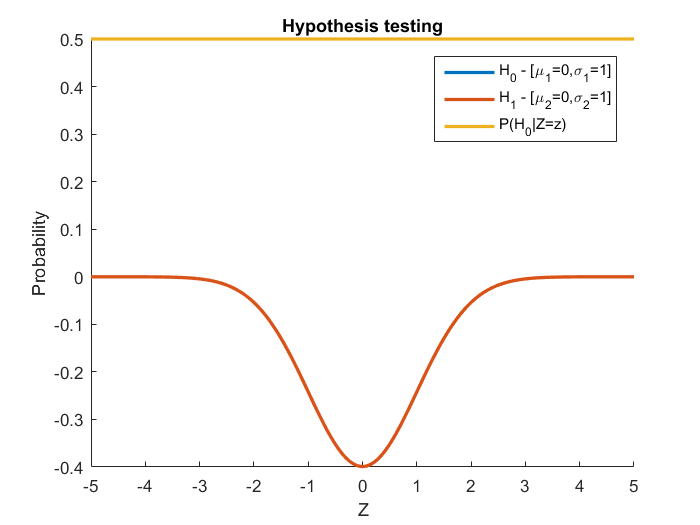 Hypothesis testing
H₀ - [μ₁=0,σ₁=1]
H₁ - [μ₂=0,σ₂=1]
P(H₀|Z=z)
0.5
0.4
0.3
0.2
0.1
0
-0.1
-0.2
-0.3
-0.4
Probability
-5 -4 -3 -2 -1 0 1 2 3 4 5
Z